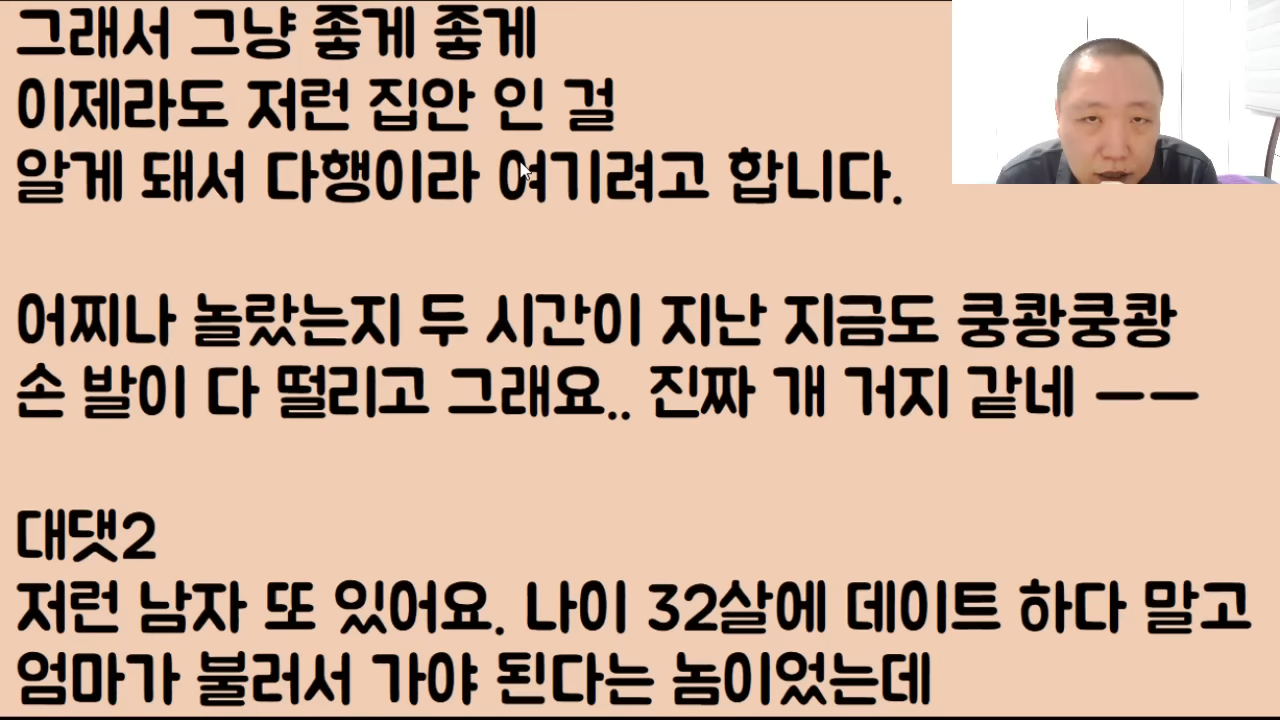 그래서 그냥 좋게 좋게
이제라도 저런 집안 인 걸
알게 돼서 다행이라 여기려고 합니다.
어찌나 놀랐는지 두 시간이 지난 지금도 쿵쾅쿵쾅
손 발이 다 떨리고 그래요.. 진짜 개 거지 같네 ㅡㅡ
대댓2
저런 남자 또 있어요. 나이 32살에 데이트 하다 말고
엄마가 불러서 가야 된다는 놈이었는데